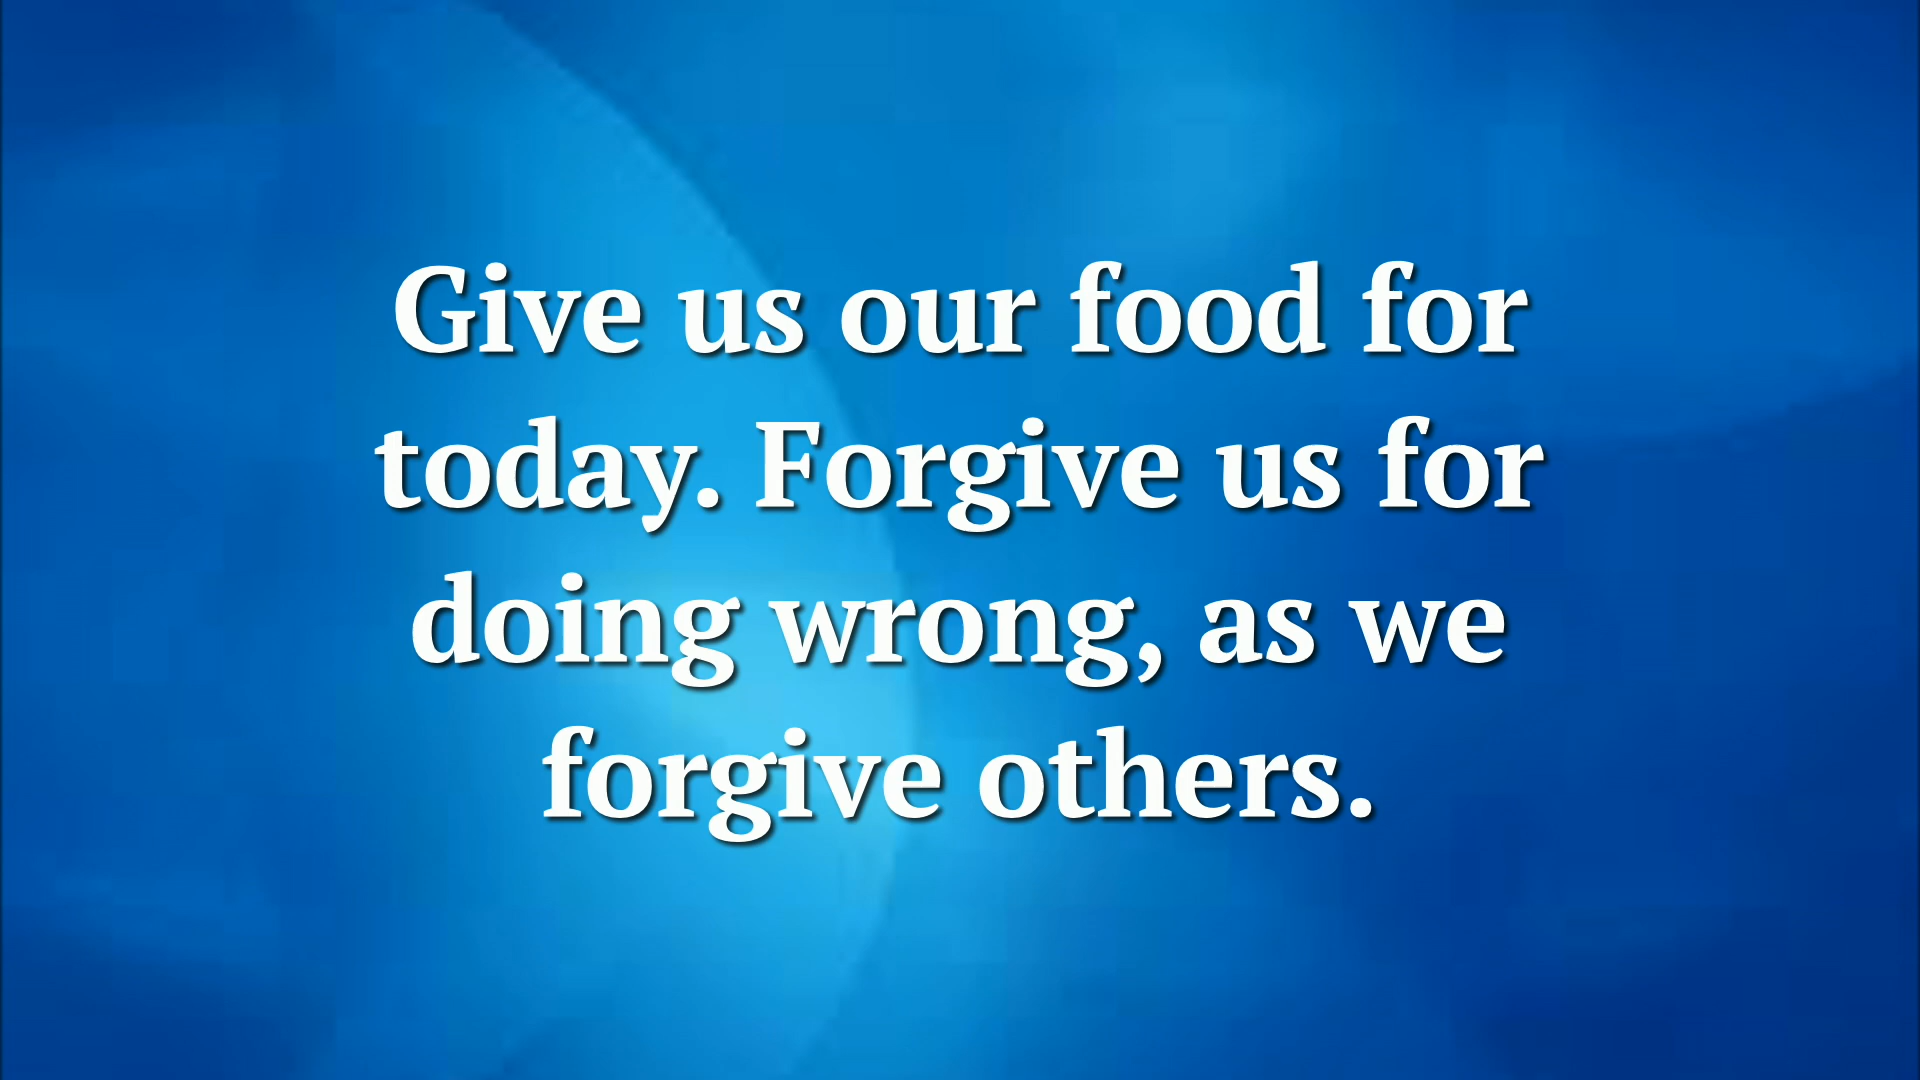 Give us our food for
today. Forgive us for
doing wrong, as we
forgive others.